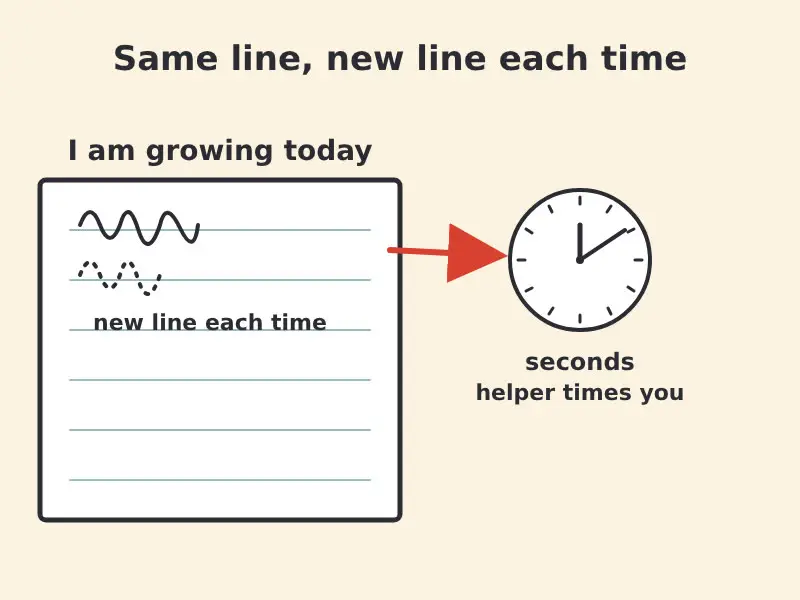 Same line, new line each time
I am growing today
new line each time
seconds
helper times you